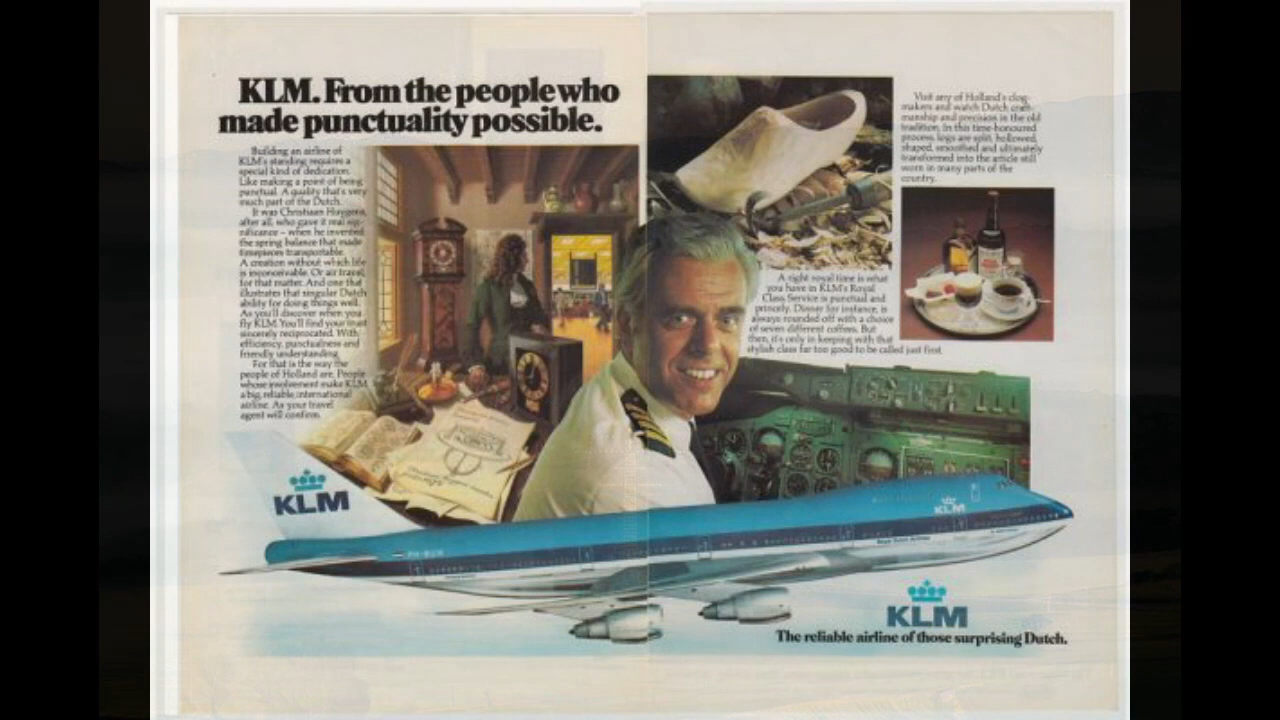 KLM. From the people who
made punctuality possible.
Building an airline of
KLM's standing requires a
special kind of dedication.
Like making a point of being
punctual. A quality that's very
much part of the Dutch.
It was Christiaan Huygens,
after all, who gave it real sig-
nificance – when he invented
the spring balance that made
timepieces transportable.
A creation without which life
is inconceivable. Or air travel,
for that matter. And one that
illustrates that singular Dutch
ability for doing things well.
As you'll discover when you
fly KLM. You'll find your trust
sincerely reciprocated. With
efficiency, punctualness and
friendly understanding.
For that is the way the
people of Holland are. People
whose involvement make KLM
a big, reliable, international
airline. As your travel
agent will confirm.
Visit any of Holland's clog-
makers and watch Dutch craft-
manship and precision in the old
tradition. In this time-honoured
process, logs are split, hollowed,
shaped, smoothed and ultimately
transformed into the article still
worn in many parts of the
country.
A right royal time is what
you have in KLM's Royal
Class. Service is punctual and
princely. Dinner for instance, is
always rounded off with a choice
of seven different coffees. But
then, it's only in keeping with that
stylish class far too good to be called just first.
KLM
KLM
KLM
The reliable airline of those surprising Dutch.